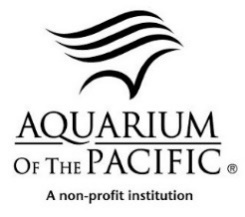 AQUARIUM
OF THE PACIFIC ®
A non-profit institution